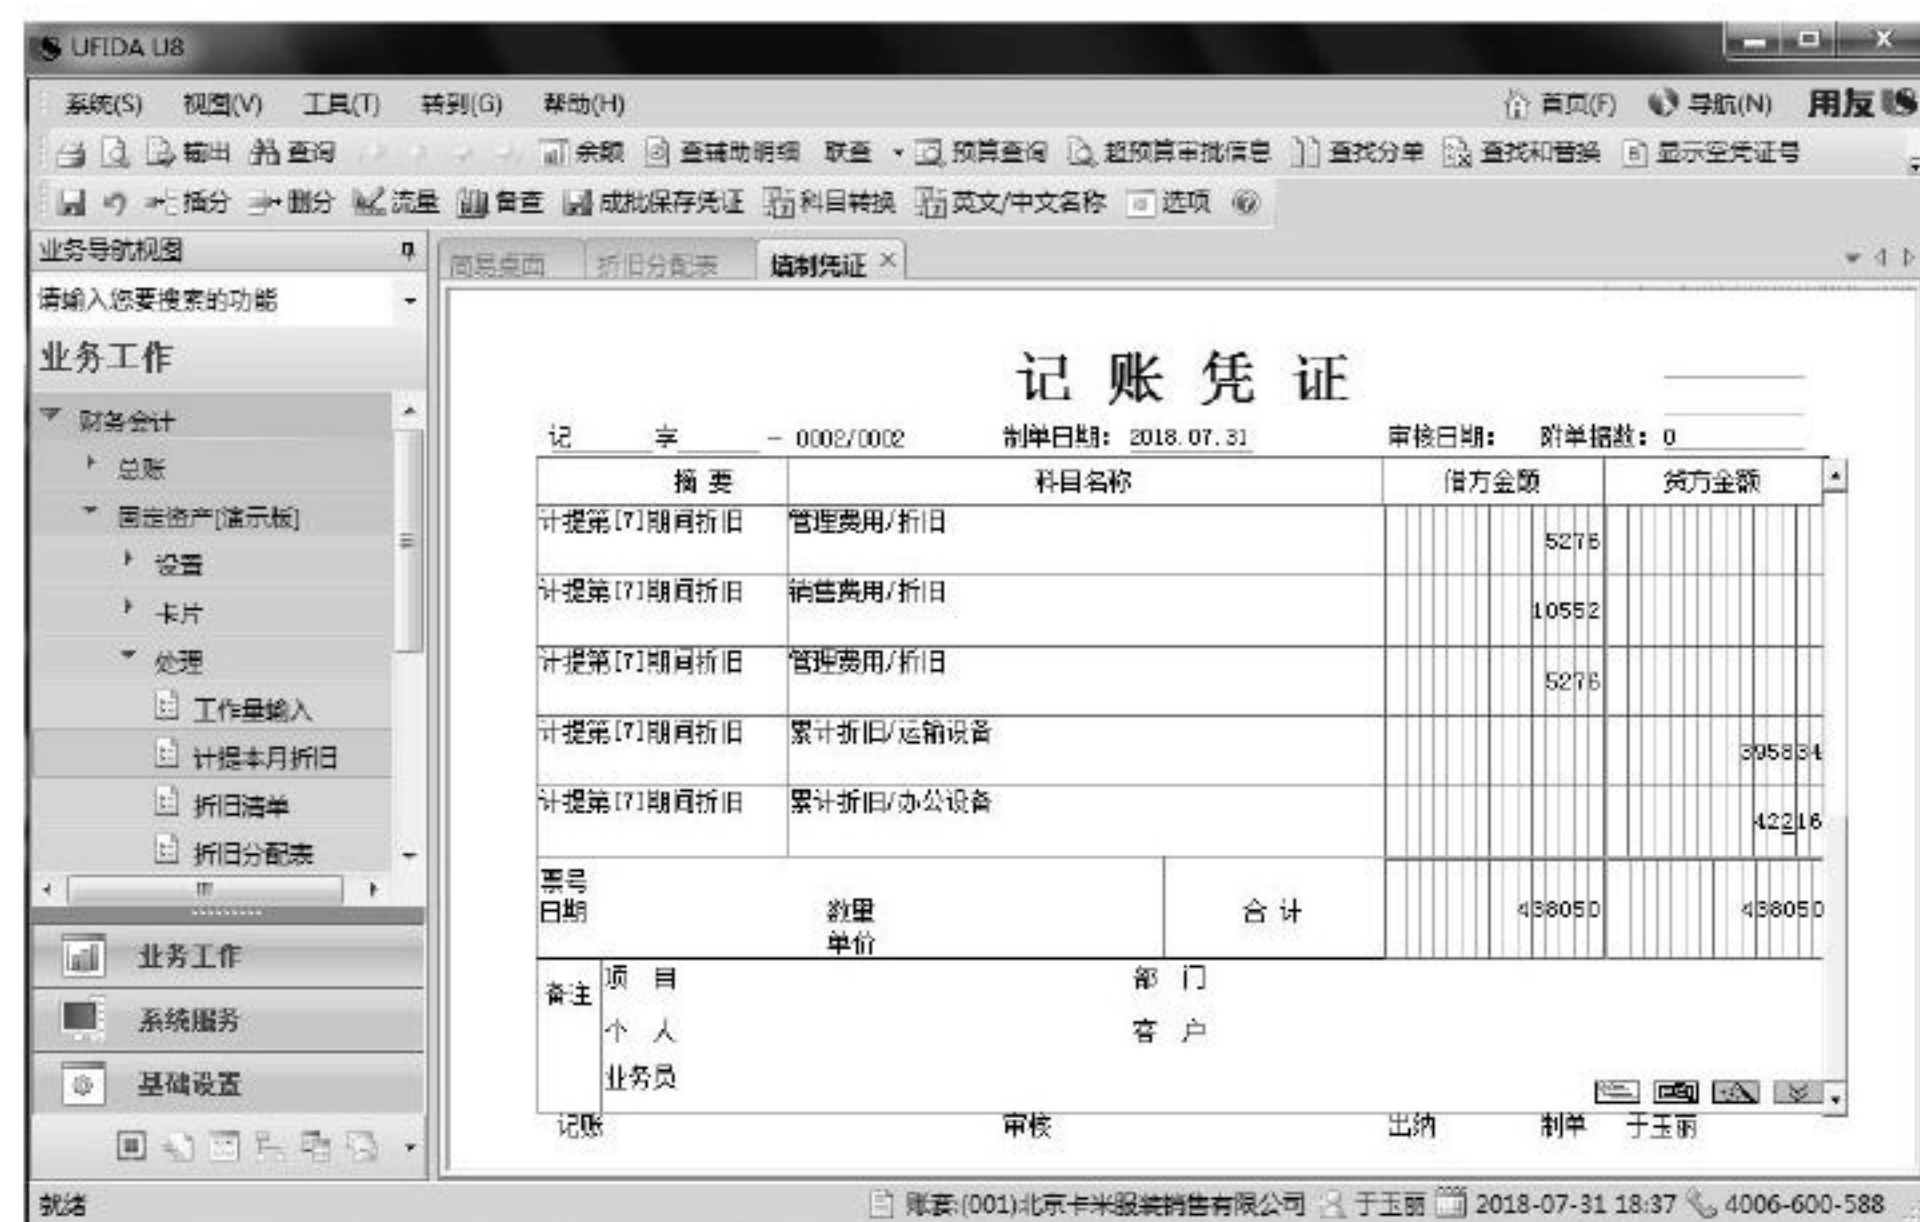 UFIDA U8
系统(S) 视图(V) 工具(T) 转到(G) 帮助(H) 首页(F) 导航(N) 用友U8
输出 查询 余额 查辅助明细 联查 预算查询 超预算审批信息 查找分单 查找和替换 显示空凭证号
插分 删分 流量 备查 成批保存凭证 科目转换 英文/中文名称 选项
业务导航视图
简易桌面 折旧分配表 填制凭证
请输入您要搜索的功能
业务工作
财务会计
总账
固定资产[演示板]
设置
卡片
处理
工作量输入
计提本月折旧
折旧清单
折旧分配表
业务工作
系统服务
基础设置
记账凭证
记 字 - 0002/0002 制单日期: 2018.07.31 审核日期: 附单据数: 0
摘要 科目名称 借方金额 贷方金额
计提第[7]期间折旧 管理费用/折旧 5276
计提第[7]期间折旧 销售费用/折旧 10552
计提第[7]期间折旧 管理费用/折旧 5276
计提第[7]期间折旧 累计折旧/运输设备 395834
计提第[7]期间折旧 累计折旧/办公设备 42216
票号
日期 数量 合计 438050 438050
单价
备注 项目 部门
个人 客户
业务员
记账 审核 出纳 制单 于玉丽
就绪 账套:(001)北京卡米服装销售有限公司 于玉丽 2018-07-31 18:37 4006-600-588